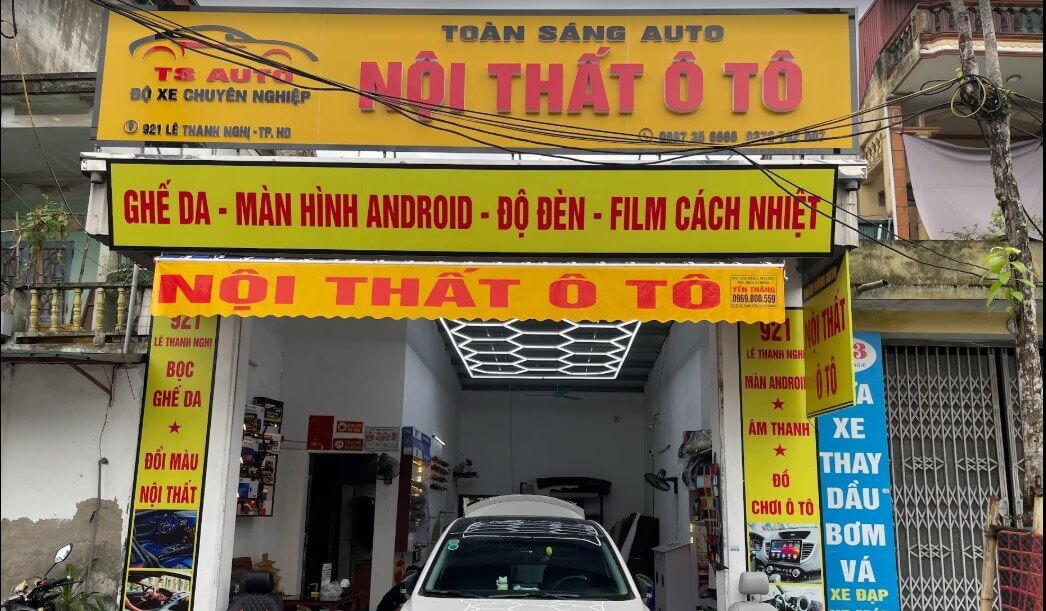 TOÀN SÁNG AUTO
TS AUTO
ĐỘ XE CHUYÊN NGHIỆP
921 LÊ THANH NGHỊ - TP. HD
NỘI THẤT Ô TÔ
GHẾ DA - MÀN HÌNH ANDROID - ĐỘ ĐÈN - FILM CÁCH NHIỆT
NỘI THẤT Ô TÔ
YÊN THẮNG
0969.800.559
921
LÊ THANH NGHỊ
BỌC
GHẾ DA
ĐỔI MÀU
NỘI THẤT
921
LÊ THANH NGHỊ
MÀN ANDROID
ÂM THANH
ĐỒ
CHƠI Ô TÔ
NỘI THẤT
Ô TÔ
XE
THAY
DẦU
BƠM
VÁ
XE ĐẠP